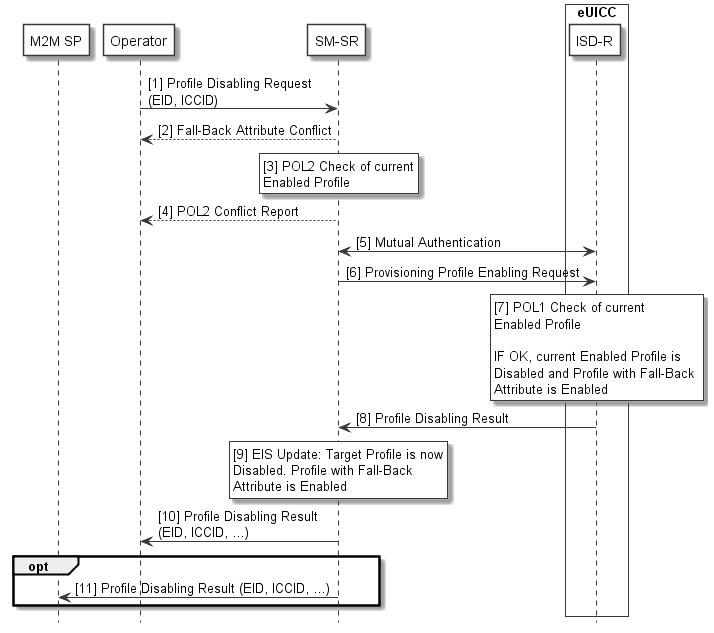 eUICC
M2M SP
Operator
SM-SR
ISD-R
[1] Profile Disabling Request
(EID, ICCID)
[2] Fall-Back Attribute Conflict
[3] POL2 Check of current
Enabled Profile
[4] POL2 Conflict Report
[5] Mutual Authentication
[6] Provisioning Profile Enabling Request
[7] POL1 Check of current
Enabled Profile
IF OK, current Enabled Profile is
Disabled and Profile with Fall-Back
Attribute is Enabled
[8] Profile Disabling Result
[9] EIS Update: Target Profile is now
Disabled. Profile with Fall-Back
Attribute is Enabled
[10] Profile Disabling Result
(EID, ICCID, ...)
opt
[11] Profile Disabling Result (EID, ICCID, ...)